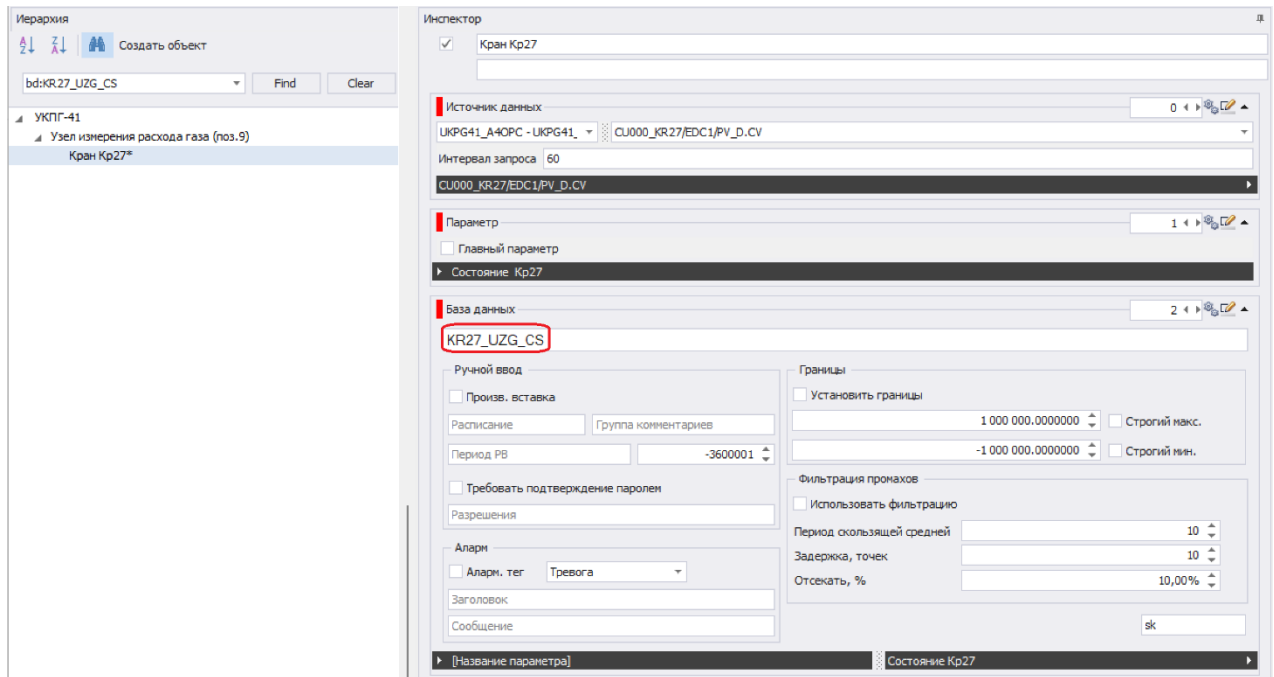 Иерархия
Создать объект
bd:KR27_UZG_CS
Find
Clear
УКПГ-41
Узел измерения расхода газа (поз.9)
Кран Кр27*
Инспектор
Кран Кр27
Источник данных
0
UKPG41_A4OPC - UKPG41_
CU000_KR27/EDC1/PV_D.CV
Интервал запроса
60
CU000_KR27/EDC1/PV_D.CV
Параметр
1
Главный параметр
Состояние Кр27
База данных
2
KR27_UZG_CS
Ручной ввод
Произв. вставка
Расписание
Группа комментариев
Период РВ
-3600001
Требовать подтверждение паролем
Разрешения
Аларм
Аларм. тег
Тревога
Заголовок
Сообщение
Границы
Установить границы
1 000 000.0000000
Строгий макс.
-1 000 000.0000000
Строгий мин.
Фильтрация промахов
Использовать фильтрацию
Период скользящей средней
10
Задержка, точек
10
Отсекать, %
10,00%
sk
[Название параметра]
Состояние Кр27